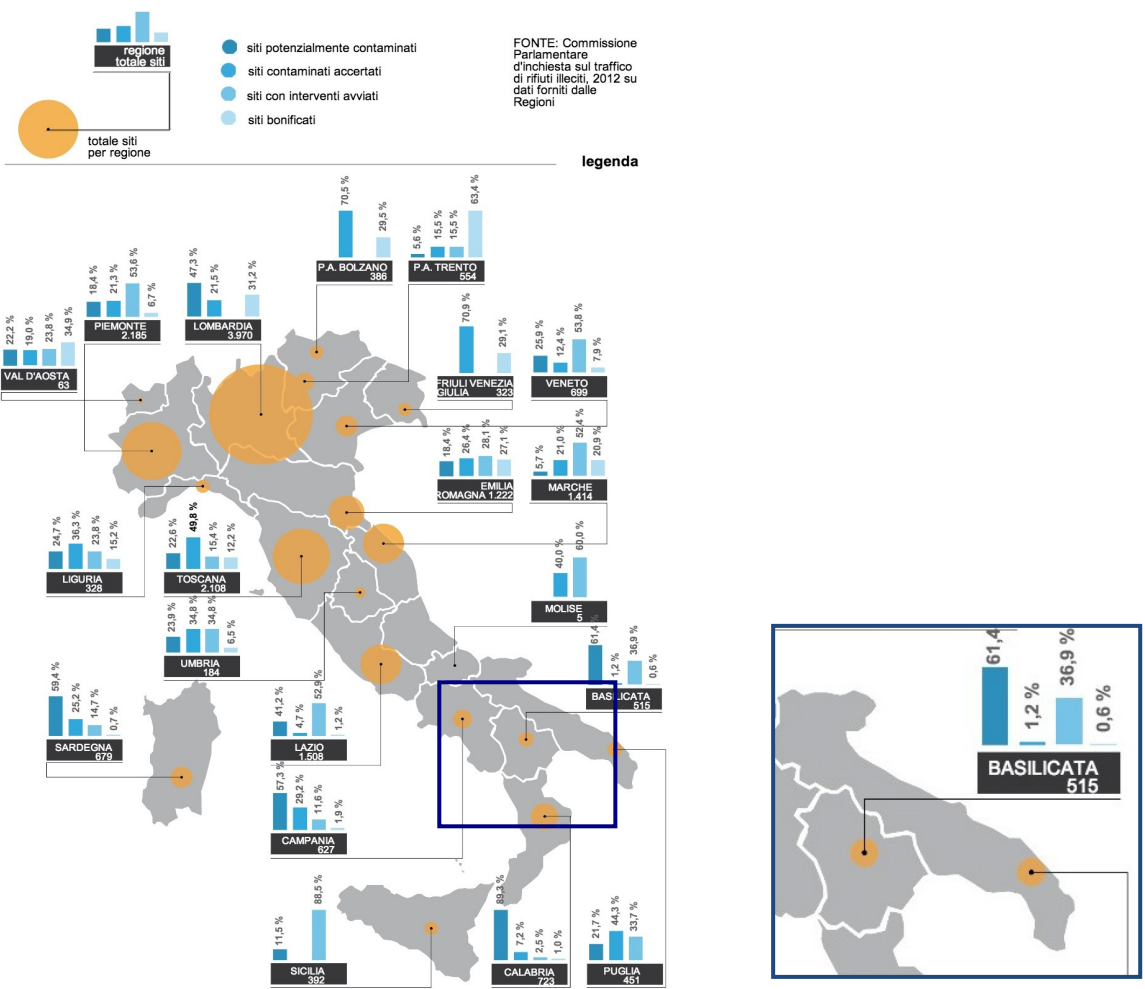 regione
totale siti
totale siti
per regione
siti potenzialmente contaminati
siti contaminati accertati
siti con interventi avviati
siti bonificati
FONTE: Commissione
Parlamentare
d'inchiesta sul traffico
di rifiuti illeciti, 2012 su
dati forniti dalle
Regioni
legenda
70,5 %
29,5 %
P.A. BOLZANO
386
5,6 %
15,5 %
15,5 %
63,4 %
P.A. TRENTO
554
18,4 %
21,3 %
53,6 %
6,7 %
PIEMONTE
2.185
47,3 %
21,5 %
31,2 %
LOMBARDIA
3.970
22,2 %
19,0 %
23,8 %
34,9 %
VAL D'AOSTA
63
70,9 %
29,1 %
FRIULI VENEZIA
GIULIA 323
25,9 %
12,4 %
53,8 %
7,9 %
VENETO
699
18,4 %
26,4 %
28,1 %
27,1 %
EMILIA
ROMAGNA 1.222
5,7 %
21,0 %
52,4 %
20,9 %
MARCHE
1.414
24,7 %
36,3 %
23,8 %
15,2 %
LIGURIA
328
22,6 %
49,8 %
15,4 %
12,2 %
TOSCANA
2.108
40,0 %
60,0 %
MOLISE
5
23,9 %
34,8 %
34,8 %
6,5 %
UMBRIA
184
61,4 %
1,2 %
36,9 %
0,6 %
BASILICATA
515
59,4 %
25,2 %
14,7 %
0,7 %
SARDEGNA
679
41,2 %
4,7 %
52,9 %
1,2 %
LAZIO
1.508
57,3 %
29,2 %
11,6 %
1,9 %
CAMPANIA
627
11,5 %
88,5 %
SICILIA
392
89,3 %
7,2 %
2,5 %
1,0 %
CALABRIA
723
21,7 %
44,3 %
33,7 %
PUGLIA
451
61,4
1,2 %
36,9 %
0,6 %
BASILICATA
515